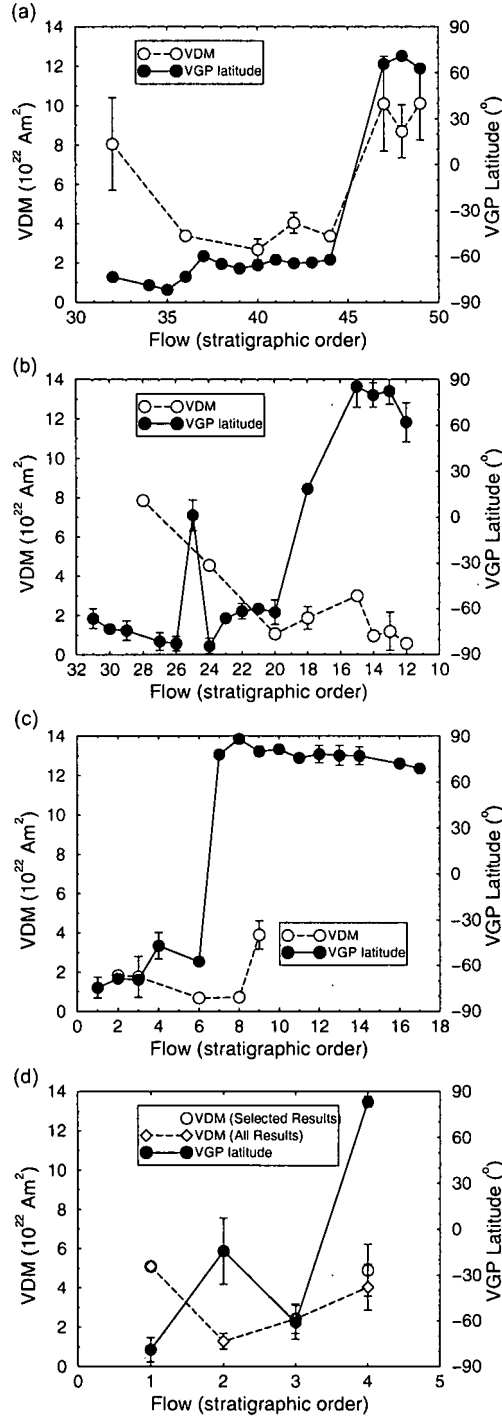 (a)
14
12
10
8
6
4
2
0
VDM (10²² Am²)
VDM
VGP latitude
90
60
30
0
−30
−60
−90
VGP Latitude (°)
30 35 40 45 50
Flow (stratigraphic order)
(b)
14
12
10
8
6
4
2
0
VDM (10²² Am²)
VDM
VGP latitude
90
60
30
0
−30
−60
−90
VGP Latitude (°)
32 30 28 26 24 22 20 18 16 14 12 10
Flow (stratigraphic order)
(c)
14
12
10
8
6
4
2
0
VDM (10²² Am²)
VDM
VGP latitude
90
60
30
0
−30
−60
−90
VGP Latitude (°)
0 2 4 6 8 10 12 14 16 18
Flow (stratigraphic order)
(d)
14
12
10
8
6
4
2
0
VDM (10²² Am²)
VDM (Selected Results)
VDM (All Results)
VGP latitude
90
60
30
0
−30
−60
−90
VGP Latitude (°)
0 1 2 3 4 5
Flow (stratigraphic order)